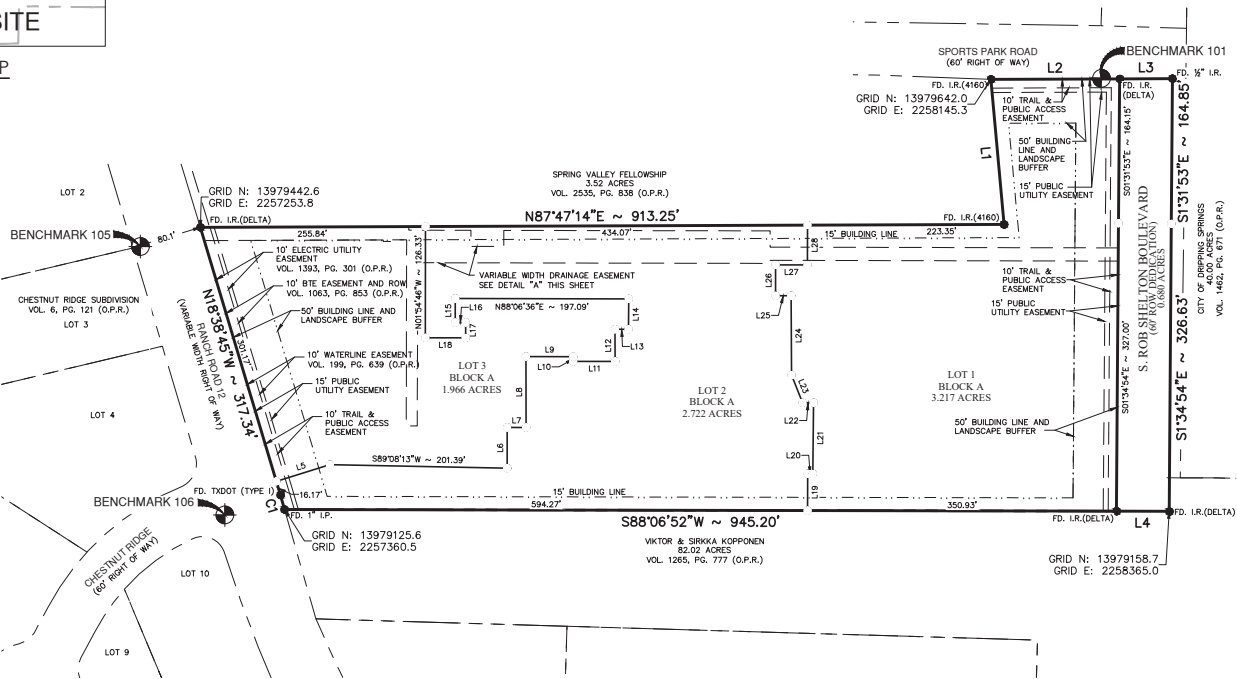 SITE
P
SPORTS PARK ROAD
(60' RIGHT OF WAY)
L2
BENCHMARK 101
L3
FD. ½" I.R.
FD. I.R.(4160)
FD. I.R.
(DELTA)
GRID N: 13979642.0
GRID E: 2258145.3
10' TRAIL &
PUBLIC ACCESS
EASEMENT
50' BUILDING
LINE AND
LANDSCAPE
BUFFER
15' PUBLIC
UTILITY EASEMENT
L1
S01°31'53"E ~ 164.15'
S1°31'53"E ~ 164.85'
LOT 2
GRID N: 13979442.6
GRID E: 2257253.8
SPRING VALLEY FELLOWSHIP
3.52 ACRES
VOL. 2535, PG. 838 (O.P.R.)
FD. I.R.(DELTA)
N87°47'14"E ~ 913.25'
FD. I.R.(4160)
BENCHMARK 105
80.1'
255.84'
434.07'
15' BUILDING LINE
223.35'
L28
10' ELECTRIC UTILITY
EASEMENT
VOL. 1393, PG. 301 (O.P.R.)
N01°54'46"W ~ 126.33'
VARIABLE WIDTH DRAINAGE EASEMENT
SEE DETAIL "A" THIS SHEET
L27
L26
L25
10' BTE EASEMENT AND ROW
VOL. 1063, PG. 853 (O.P.R.)
50' BUILDING LINE AND
LANDSCAPE BUFFER
10' TRAIL &
PUBLIC ACCESS
EASEMENT
15' PUBLIC
UTILITY EASEMENT
S. ROB SHELTON BOULEVARD
(60' ROW DEDICATION)
0.680 ACRES
CITY OF DRIPPING SPRINGS
40.00 ACRES
VOL. 1462, PG. 671 (O.P.R.)
CHESTNUT RIDGE SUBDIVISION
VOL. 6, PG. 121 (O.P.R.)
LOT 3
N18°38'45"W ~ 317.34'
RANCH ROAD 12
(VARIABLE WIDTH RIGHT OF WAY)
301.17'
L15
L16
N88°06'36"E ~ 197.09'
L14
L17
L18
L12
L13
L24
10' WATERLINE EASEMENT
VOL. 199, PG. 639 (O.P.R.)
L9
L10
L11
LOT 3
BLOCK A
1.966 ACRES
L8
15' PUBLIC
UTILITY EASEMENT
LOT 2
BLOCK A
2.722 ACRES
L23
L22
LOT 1
BLOCK A
3.217 ACRES
S01°34'54"E ~ 327.00'
S1°34'54"E ~ 326.63'
LOT 4
10' TRAIL &
PUBLIC ACCESS
EASEMENT
L7
L6
50' BUILDING LINE AND
LANDSCAPE BUFFER
L21
L20
L5
S89°08'13"W ~ 201.39'
L19
FD. TXDOT (TYPE I)
16.17'
15' BUILDING LINE
BENCHMARK 106
C1
FD. 1" I.P.
594.27'
350.93'
S88°06'52"W ~ 945.20'
FD. I.R.(DELTA)
L4
FD. I.R.(DELTA)
GRID N: 13979125.6
GRID E: 2257360.5
VIKTOR & SIRKKA KOPPONEN
82.02 ACRES
VOL. 1265, PG. 777 (O.P.R.)
GRID N: 13979158.7
GRID E: 2258365.0
CHESTNUT RIDGE
(60' RIGHT OF WAY)
LOT 10
LOT 9